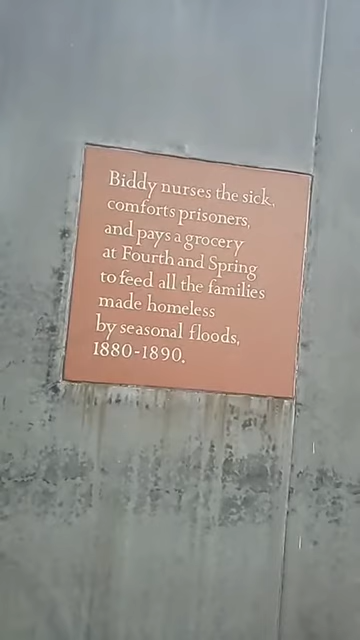 Biddy nurses the sick,
comforts prisoners,
and pays a grocery
at Fourth and Spring
to feed all the families
made homeless
by seasonal floods,
1880-1890.